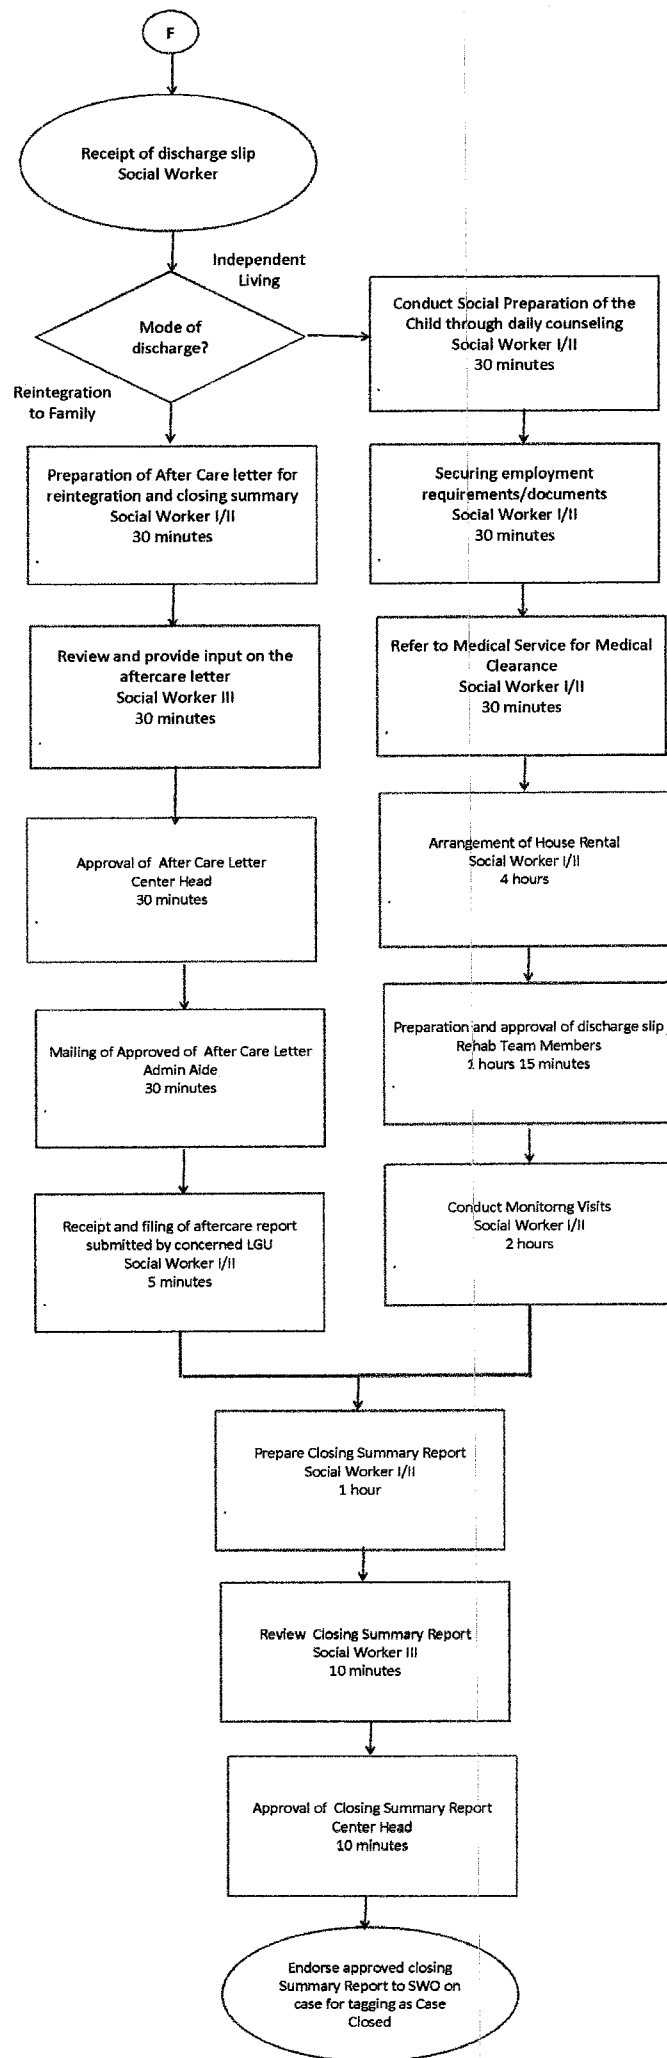 F
Receipt of discharge slip
Social Worker
Independent
Living
Mode of
discharge?
Reintegration
to Family
Conduct Social Preparation of the
Child through daily counseling
Social Worker I/II
30 minutes
Preparation of After Care letter for
reintegration and closing summary
Social Worker I/II
30 minutes
Securing employment
requirements/documents
Social Worker I/II
30 minutes
Review and provide input on the
aftercare letter
Social Worker III
30 minutes
Refer to Medical Service for Medical
Clearance
Social Worker I/II
30 minutes
Approval of After Care Letter
Center Head
30 minutes
Arrangement of House Rental
Social Worker I/II
4 hours
Mailing of Approved of After Care Letter
Admin Aide
30 minutes
Preparation and approval of discharge slip
Rehab Team Members
1 hours 15 minutes
Receipt and filing of aftercare report
submitted by concerned LGU
Social Worker I/II
5 minutes
Conduct Monitorng Visits
Social Worker I/II
2 hours
Prepare Closing Summary Report
Social Worker I/II
1 hour
Review Closing Summary Report
Social Worker III
10 minutes
Approval of Closing Summary Report
Center Head
10 minutes
Endorse approved closing
Summary Report to SWO on
case for tagging as Case
Closed